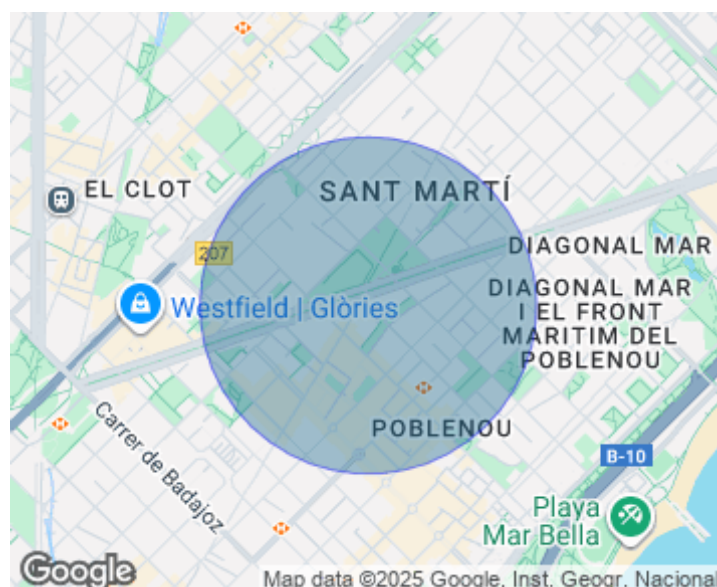 EL CLOT
SANT MARTÍ
207
DIAGONAL MAR
Westfield | Glòries
DIAGONAL MAR
I EL FRONT
MARITIM DEL
POBLENOU
Carrer de Badajoz
POBLENOU
B-10
Playa
Mar Bella
Google
Map data ©2025 Google, Inst. Geogr. Nacional